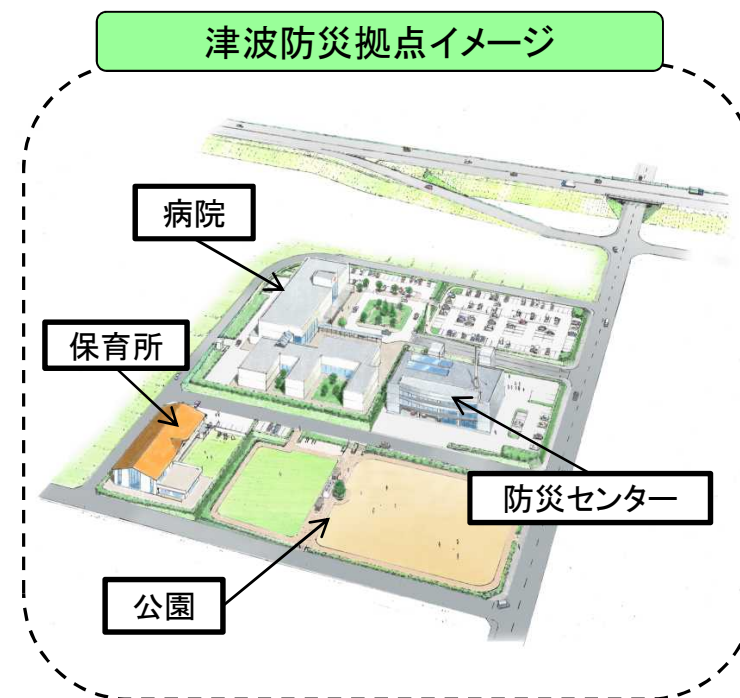 津波防災拠点イメージ
病院
保育所
防災センター
公園